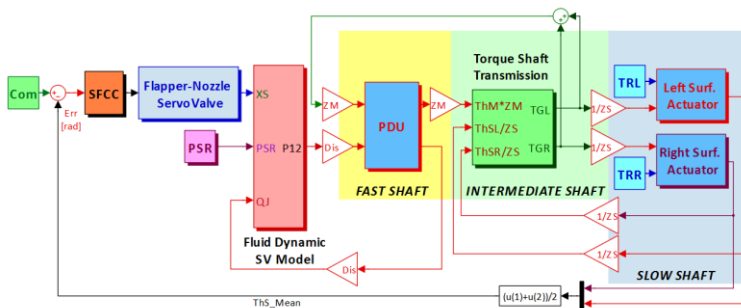 Com
Err
[rad]
SFCC
Flapper-Nozzle
ServoValve
PSR
XS
PSR
P12
QJ
Fluid Dynamic
SV Model
ZM
Dis
Dis
PDU
ZM
FAST SHAFT
Torque Shaft
Transmission
ThM*ZM
ThSL/ZS
ThSR/ZS
TGL
TGR
INTERMEDIATE SHAFT
1/ZS
1/ZS
1/ZS
1/ZS
TRL
Left Surf.
Actuator
Right Surf.
Actuator
TRR
SLOW SHAFT
(u(1)+u(2))/2
ThS_Mean